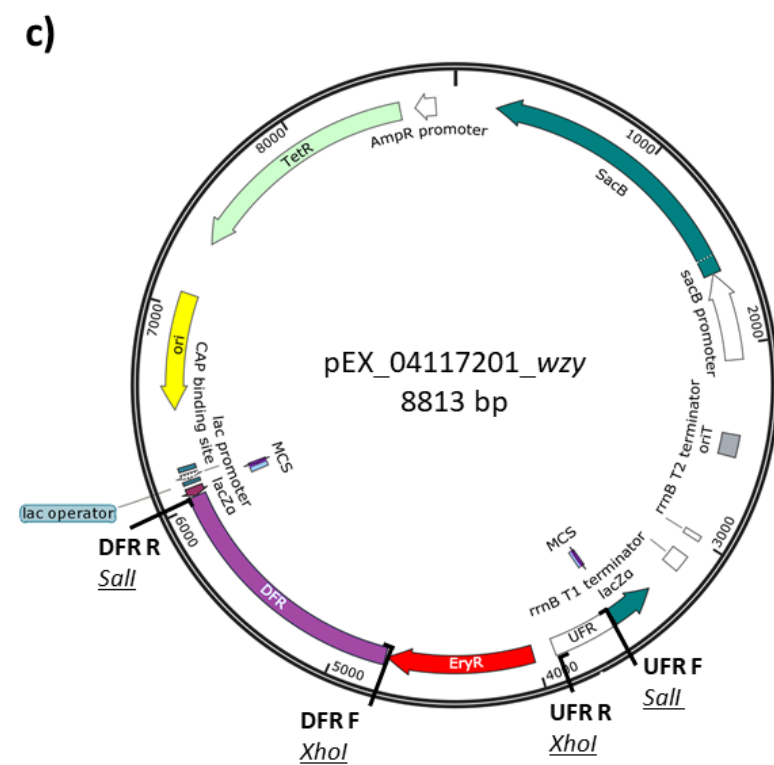 c)
AmpR promoter
8000
TetR
1000
SacB
sacB promoter
2000
7000
ori
pEX_04117201_wzy
8813 bp
CAP binding site
lac promoter
lacZα
MCS
oriT
rrnB T2 terminator
lac operator
6000
3000
DFR R
SalI
MCS
rrnB T1 terminator
lacZα
DFR
UFR
EryR
5000
4000
UFR F
SalI
DFR F
XhoI
UFR R
XhoI